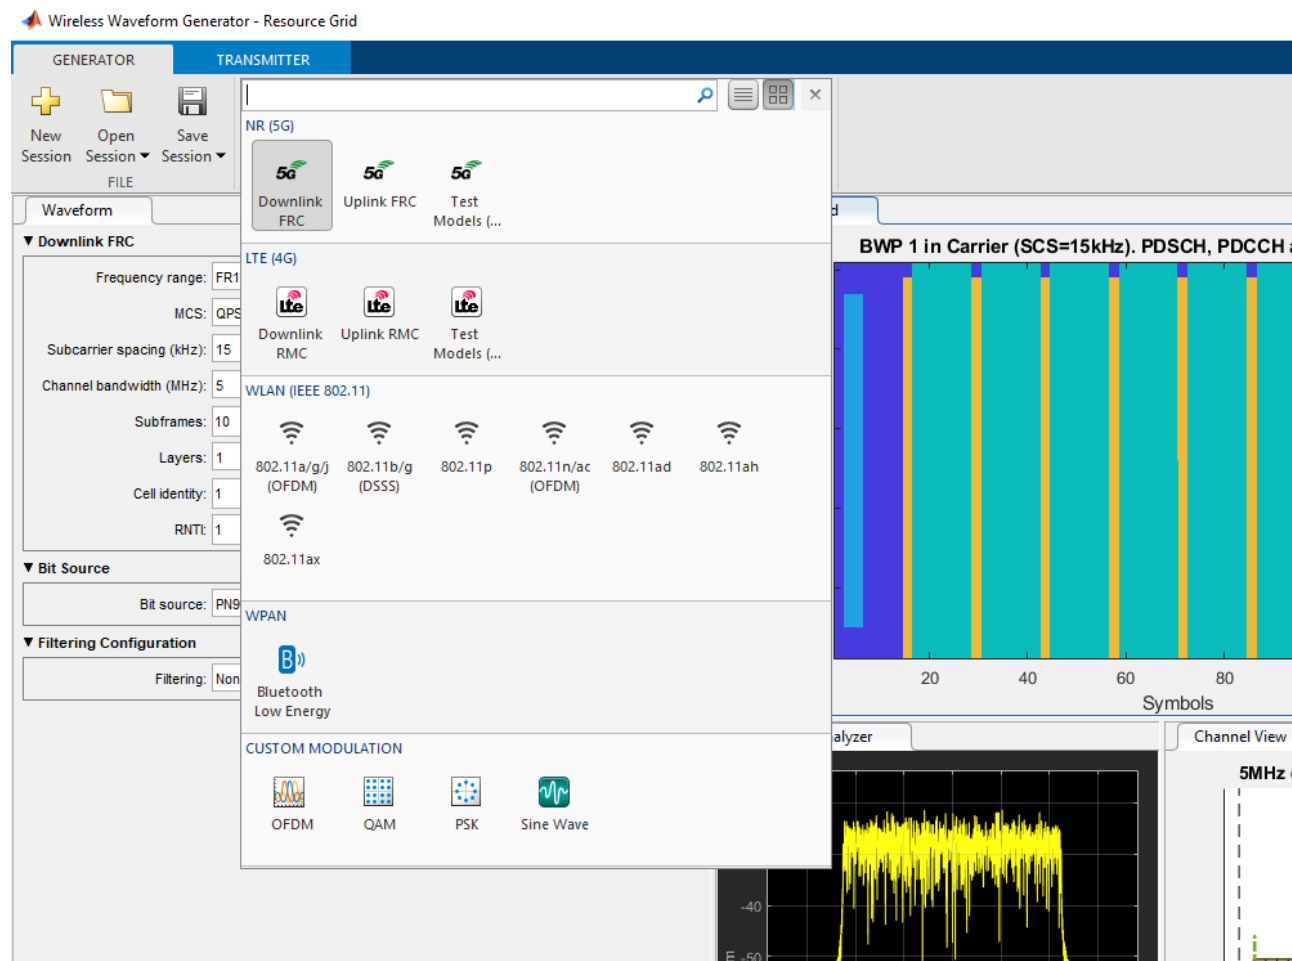 Wireless Waveform Generator - Resource Grid
GENERATOR
TRANSMITTER
New
Session
Open
Session
Save
Session
FILE
NR (5G)
5G
Downlink
FRC
5G
Uplink FRC
5G
Test
Models (...
LTE (4G)
Lte
Downlink
RMC
Lte
Uplink RMC
Lte
Test
Models (...
WLAN (IEEE 802.11)
802.11a/g/j
(OFDM)
802.11b/g
(DSSS)
802.11p
802.11n/ac
(OFDM)
802.11ad
802.11ah
802.11ax
WPAN
B
Bluetooth
Low Energy
CUSTOM MODULATION
OFDM
QAM
PSK
Sine Wave
Waveform
Downlink FRC
Frequency range: FR1
MCS: QPS
Subcarrier spacing (kHz): 15
Channel bandwidth (MHz): 5
Subframes: 10
Layers: 1
Cell identity: 1
RNTI: 1
Bit Source
Bit source: PN9
Filtering Configuration
Filtering: Non
d
BWP 1 in Carrier (SCS=15kHz). PDSCH, PDCCH
20 40 60 80
Symbols
alyzer
-40
-50
Channel View
5MHz